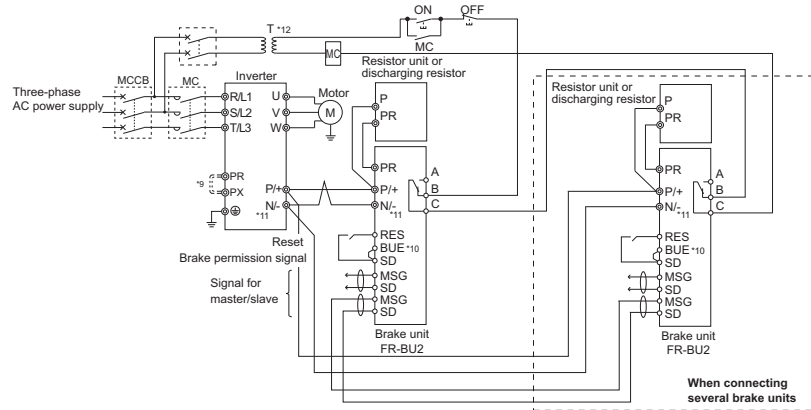 ON
OFF
T *12
MC
MC
Resistor unit or
discharging resistor
MCCB
MC
Inverter
Three-phase
AC power supply
R/L1
S/L2
T/L3
U
V
W
Motor
M
P
PR
Resistor unit or
discharging resistor
P
PR
PR
PX
*9
P/+
N/-
*11
PR
P/+
N/-
*11
A
B
C
PR
P/+
N/-
*11
A
B
C
Reset
Brake permission signal
Signal for
master/slave
RES
BUE *10
SD
MSG
SD
MSG
SD
Brake unit
FR-BU2
RES
BUE *10
SD
MSG
SD
MSG
SD
Brake unit
FR-BU2
When connecting
several brake units